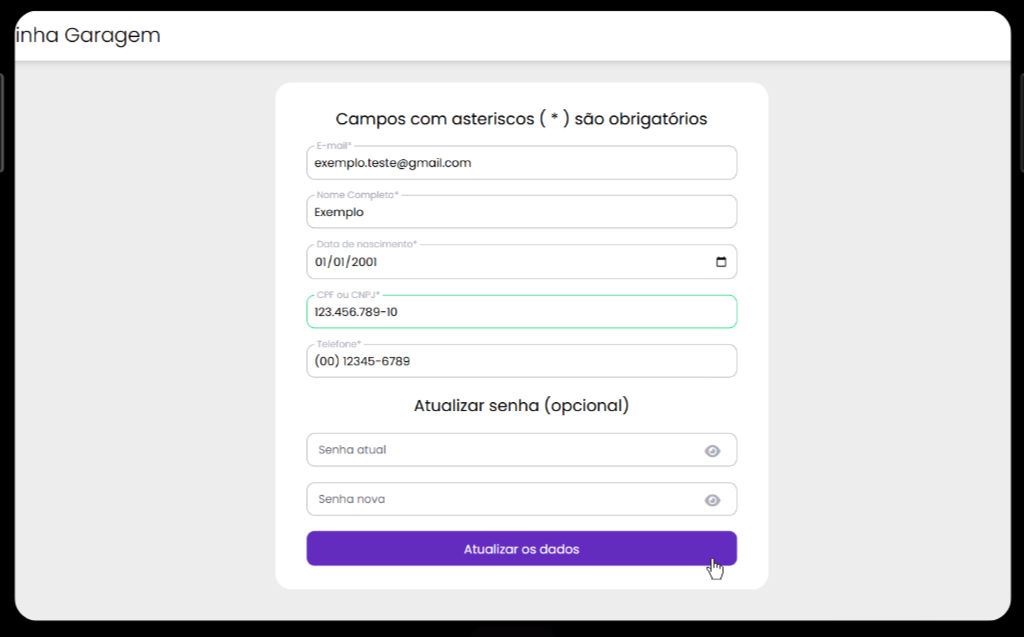 inha Garagem
Campos com asteriscos ( * ) são obrigatórios
E-mail*
exemplo.teste@gmail.com
Nome Completo*
Exemplo
Data de nascimento*
01/01/2001
CPF ou CNPJ*
123.456.789-10
Telefone*
(00) 12345-6789
Atualizar senha (opcional)
Senha atual
Senha nova
Atualizar os dados